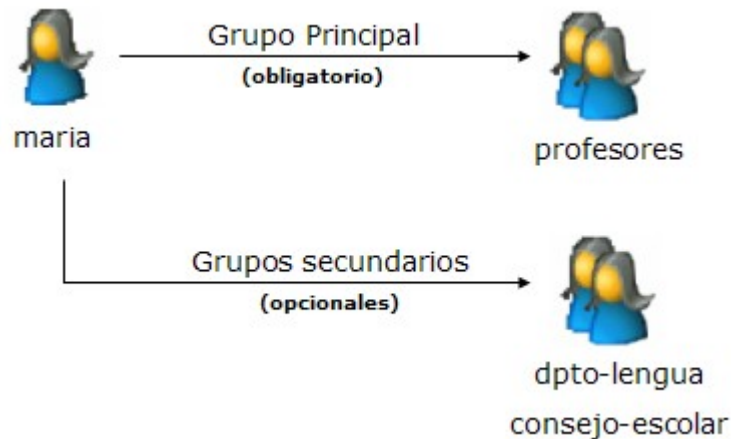 Grupo Principal
(obligatorio)
maria
profesores
Grupos secundarios
(opcionales)
dpto-lengua
consejo-escolar